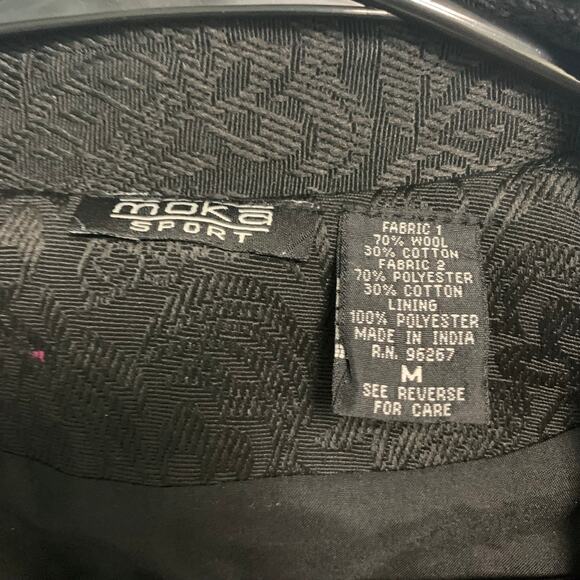 moka
SPORT
FABRIC 1
70% WOOL
30% COTTON
FABRIC 2
70% POLYESTER
30% COTTON
LINING
100% POLYESTER
MADE IN INDIA
R.N. 96267
M
SEE REVERSE
FOR CARE